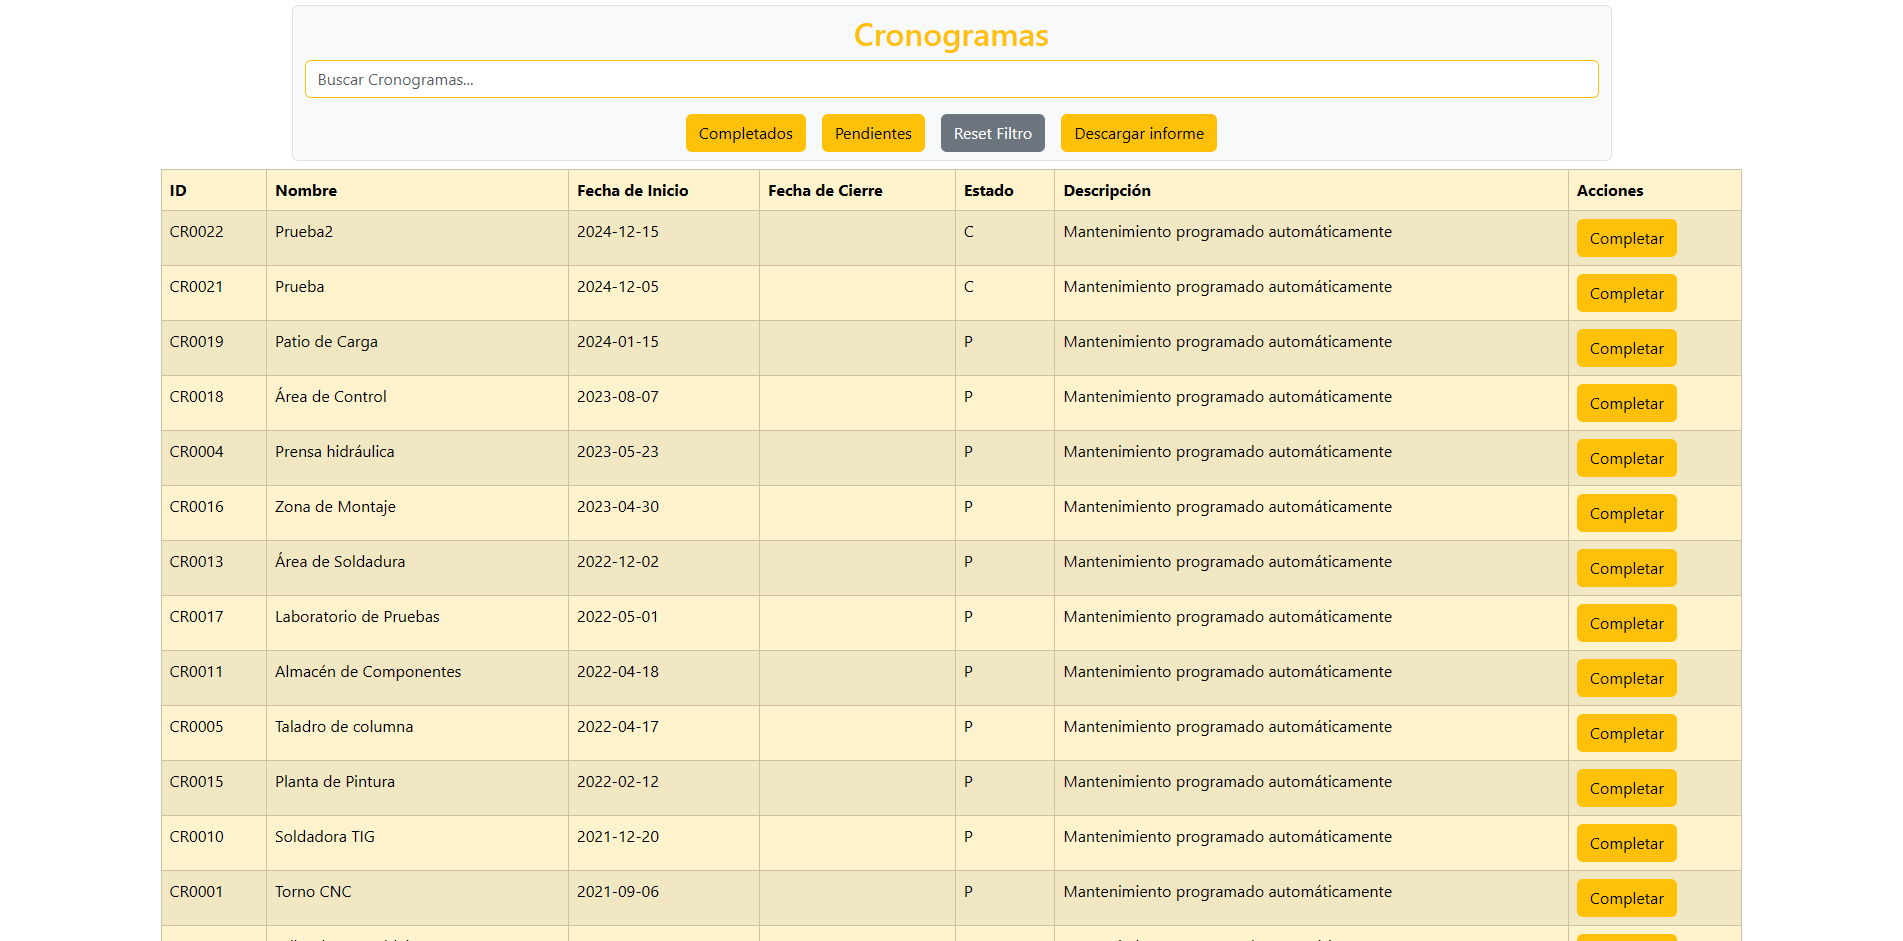 Cronogramas
Buscar Cronogramas...
Completados Pendientes Reset Filtro Descargar informe
ID Nombre Fecha de Inicio Fecha de Cierre Estado Descripción Acciones
CR0022 Prueba2 2024-12-15 C Mantenimiento programado automáticamente Completar
CR0021 Prueba 2024-12-05 C Mantenimiento programado automáticamente Completar
CR0019 Patio de Carga 2024-01-15 P Mantenimiento programado automáticamente Completar
CR0018 Área de Control 2023-08-07 P Mantenimiento programado automáticamente Completar
CR0004 Prensa hidráulica 2023-05-23 P Mantenimiento programado automáticamente Completar
CR0016 Zona de Montaje 2023-04-30 P Mantenimiento programado automáticamente Completar
CR0013 Área de Soldadura 2022-12-02 P Mantenimiento programado automáticamente Completar
CR0017 Laboratorio de Pruebas 2022-05-01 P Mantenimiento programado automáticamente Completar
CR0011 Almacén de Componentes 2022-04-18 P Mantenimiento programado automáticamente Completar
CR0005 Taladro de columna 2022-04-17 P Mantenimiento programado automáticamente Completar
CR0015 Planta de Pintura 2022-02-12 P Mantenimiento programado automáticamente Completar
CR0010 Soldadora TIG 2021-12-20 P Mantenimiento programado automáticamente Completar
CR0001 Torno CNC 2021-09-06 P Mantenimiento programado automáticamente Completar